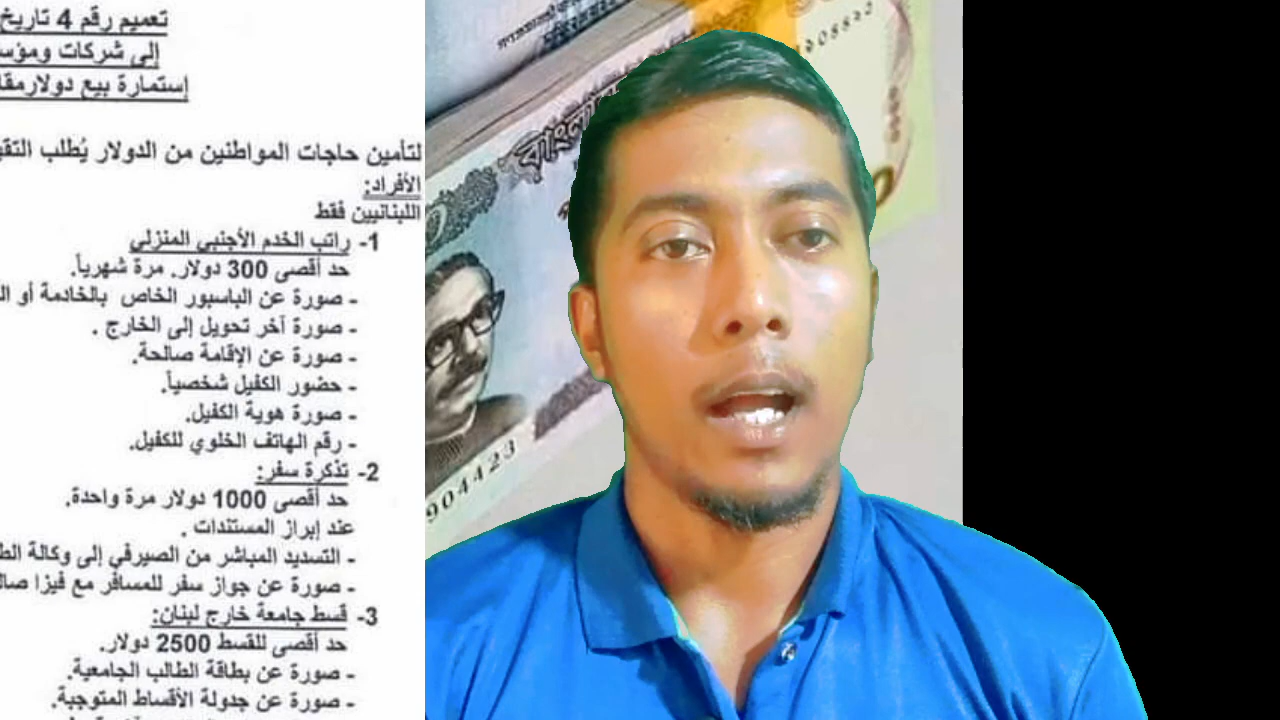 تعميم رقم 4 تاريخ
إلى شركات
إستمارة بيع
لتأمين حاجات المواطنين من الدولار يُطلب
الأفراد:
اللبنانيين فقط
1- راتب الخدم الأجنبي المنزلي
حد أقصى 300 دولار. مرة شهرياً.
- صورة عن الباسبور الخاص بالخادمة أو
- صورة آخر تحويل إلى الخارج .
- صورة عن الإقامة صالحة.
- حضور الكفيل شخصياً.
- صورة هوية الكفيل.
- رقم الهاتف الخلوي للكفيل.
2- تذكرة سفر:
حد أقصى 1000 دولار مرة واحدة.
عند إبراز المستندات .
- التسديد المباشر من الصيرفي إلى وكالة
- صورة عن جواز سفر للمسافر مع فيزا
3- قسط جامعة خارج لبنان:
حد أقصى للقسط 2500 دولار.
- صورة عن بطاقة الطالب الجامعية.
- صورة عن جدولة الأقساط المتوجبة.
904423